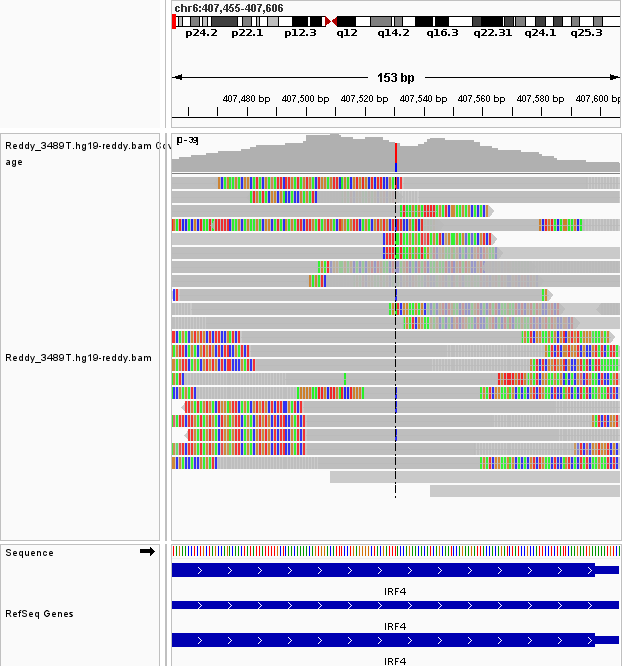 chr6:407,455-407,606
p24.2 p22.1 p12.3 q12 q14.2 q16.3 q22.31 q24.1 q25.3
153 bp
407,480 bp 407,500 bp 407,520 bp 407,540 bp 407,560 bp 407,580 bp 407,600 bp
[0-39]
Reddy_3489T.hg19-reddy.bam Cov
age
Reddy_3489T.hg19-reddy.bam
Sequence
IRF4
RefSeq Genes
IRF4
IRF4